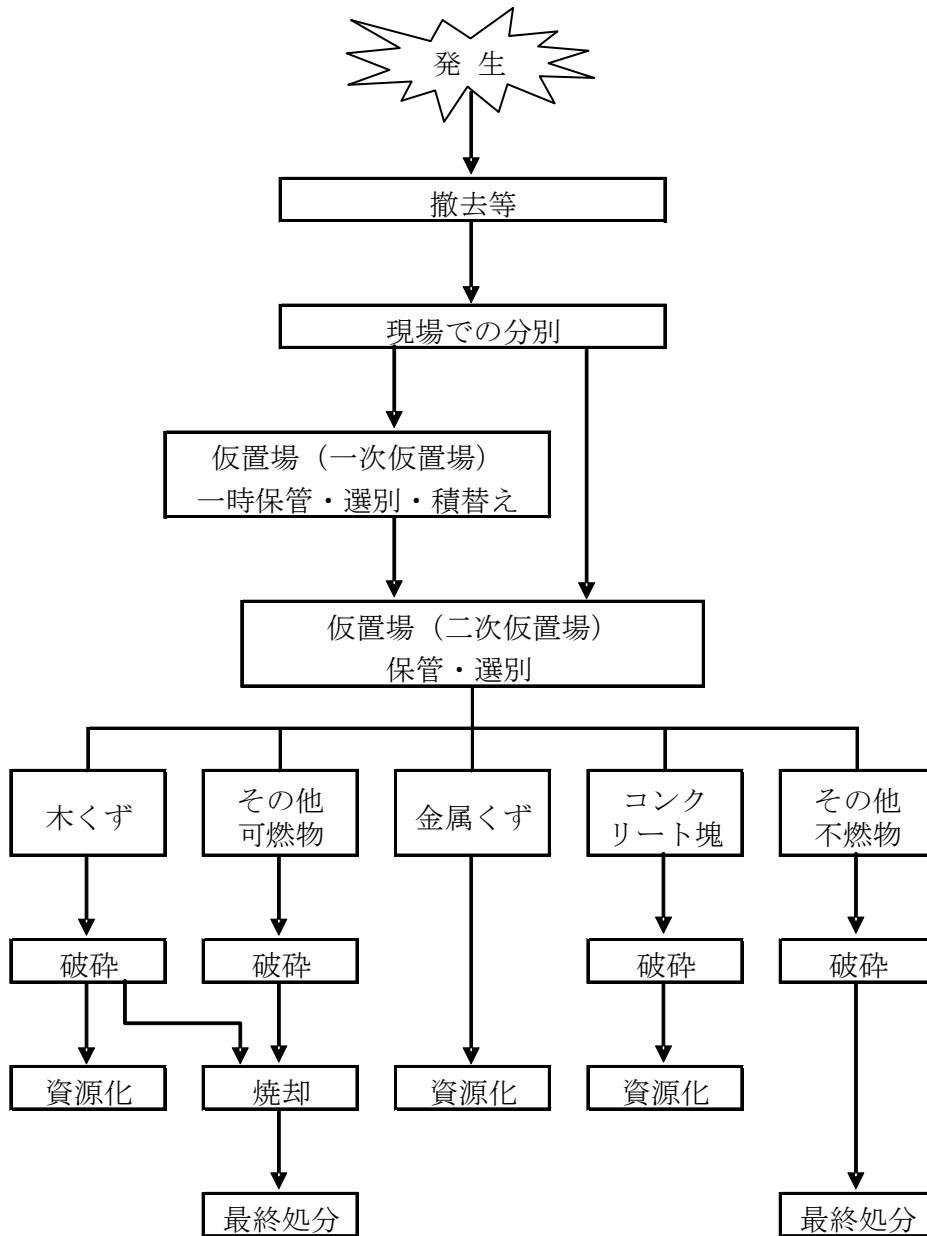 発 生
撤去等
現場での分別
仮置場（一次仮置場）
一時保管・選別・積替え
仮置場（二次仮置場）
保管・選別
木くず
その他
可燃物
金属くず
コンク
リート塊
その他
不燃物
破砕
破砕
破砕
破砕
資源化
焼却
資源化
資源化
最終処分
最終処分